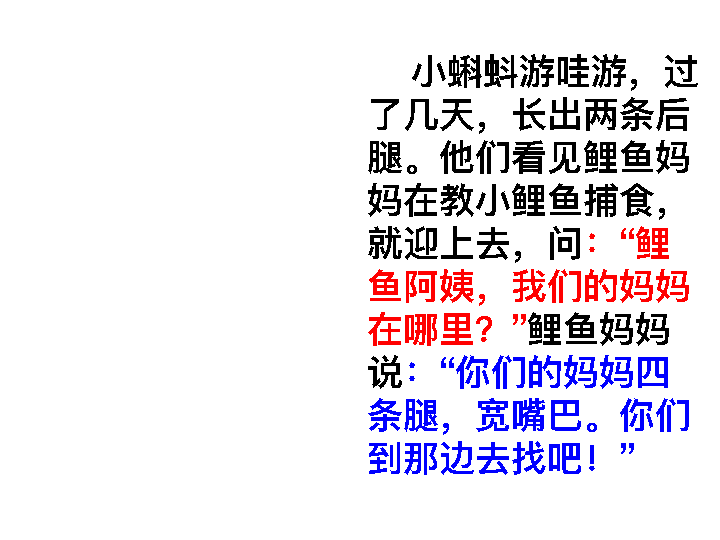 小蝌蚪游哇游，过
了几天，长出两条后
腿。他们看见鲤鱼妈
妈在教小鲤鱼捕食，
就迎上去，问：“鲤
鱼阿姨，我们的妈妈
在哪里？”鲤鱼妈妈
说：“你们的妈妈四
条腿，宽嘴巴。你们
到那边去找吧！”